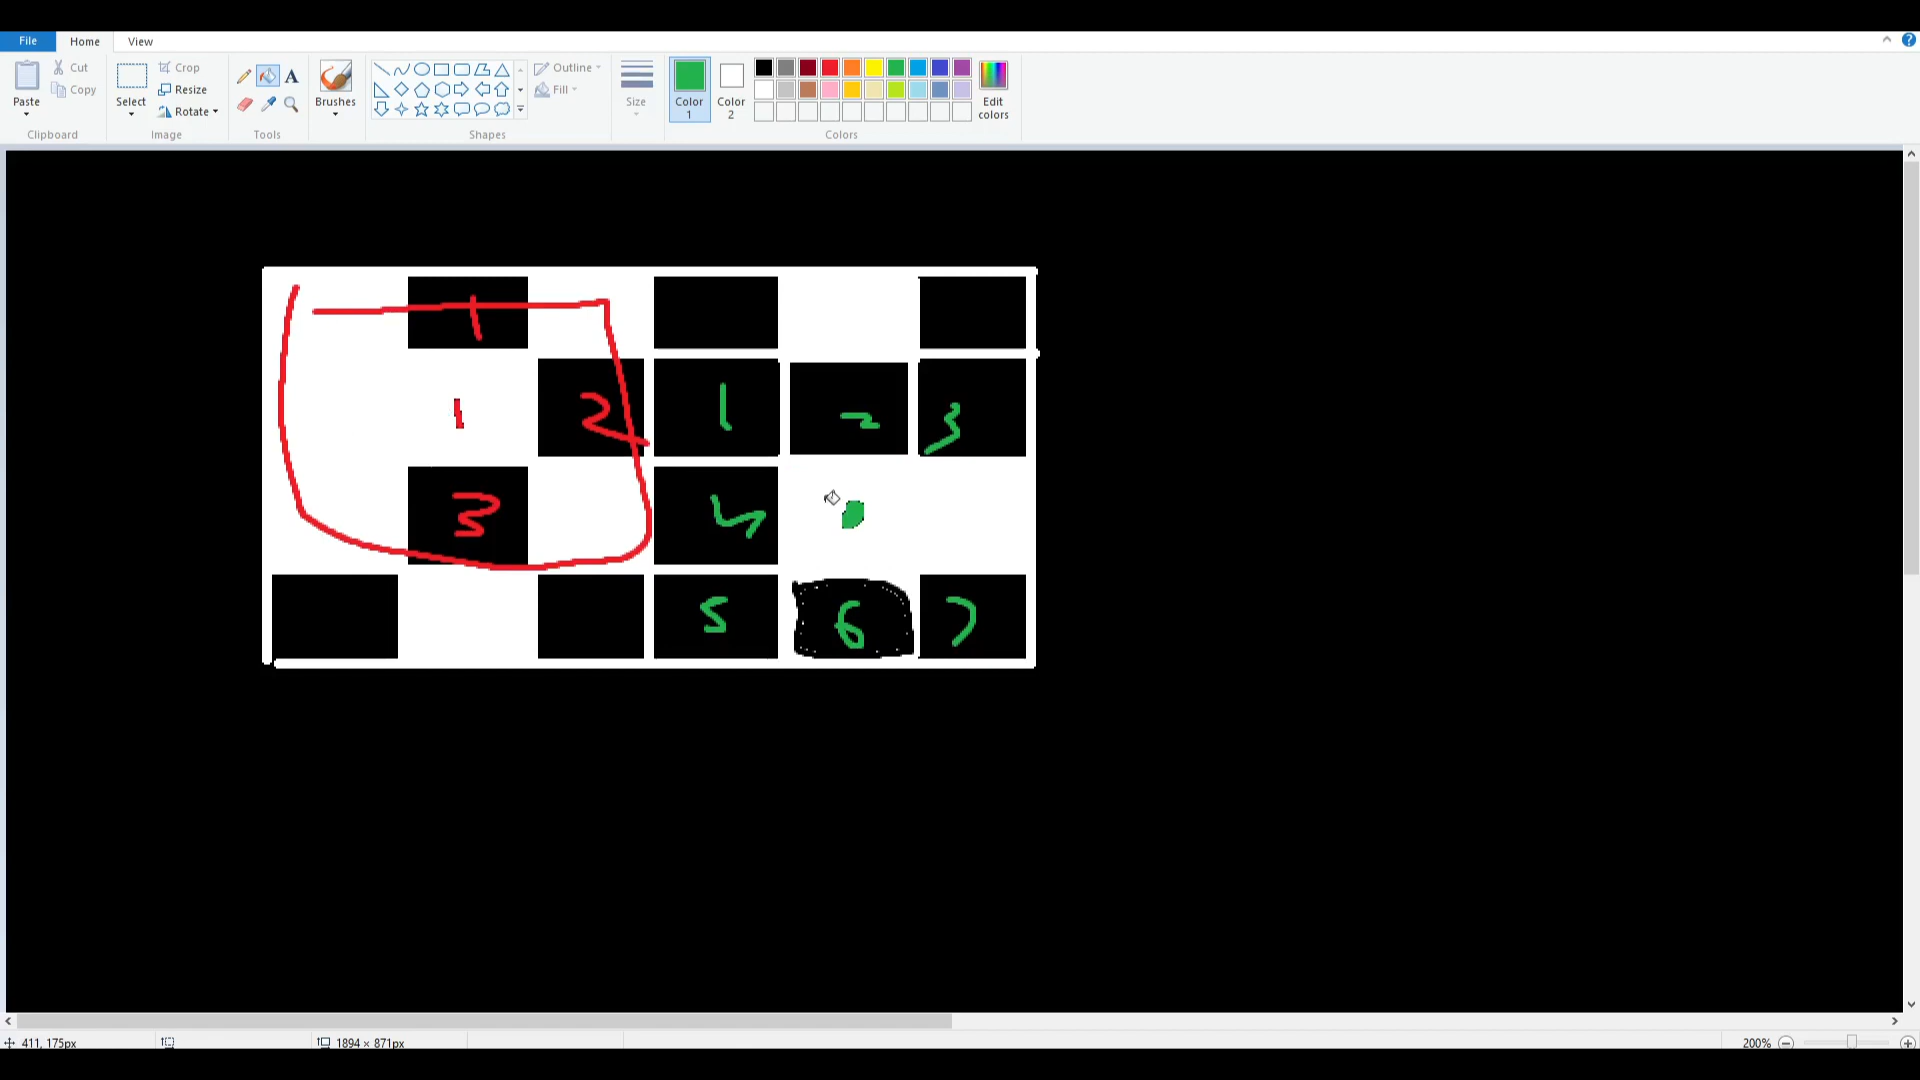 File Home View
Cut
Copy
Paste
Clipboard
Select
Crop
Resize
Rotate
Image
A
Tools
Brushes
Shapes
Outline
Fill
Size
Color 1
Color 2
Edit colors
Colors
1
1 2 1 2 3
3 4
5 6 7
411, 175px
1894 × 871px
200%